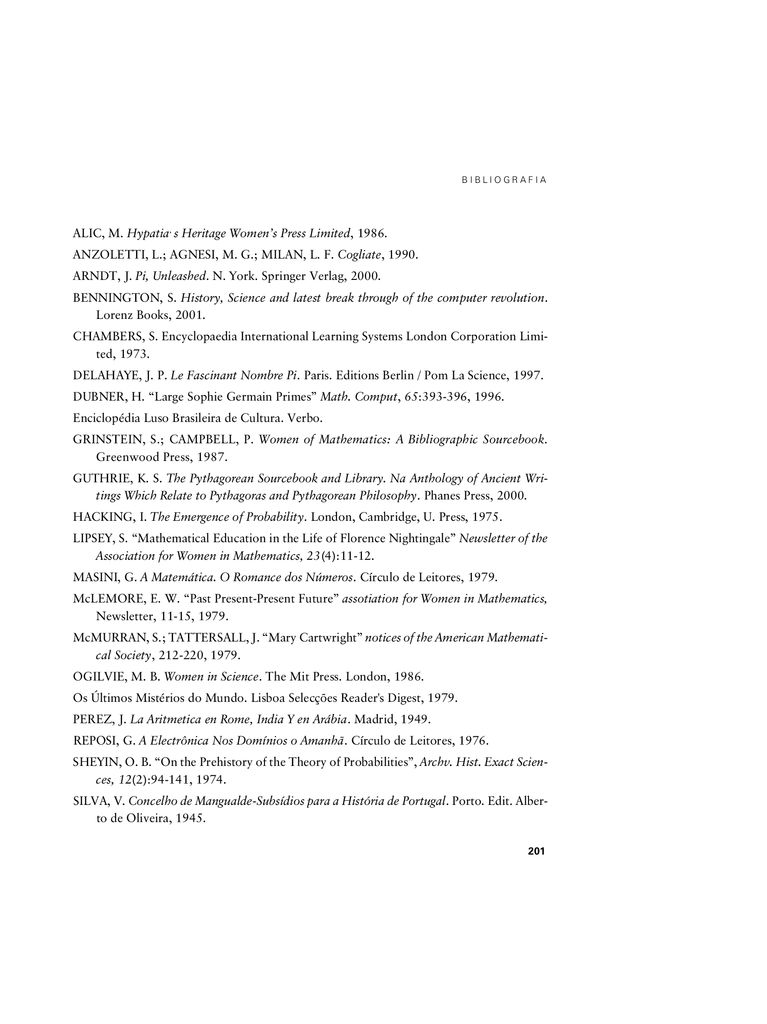 BIBLIOGRAFIA
ALIC, M. Hypatia· s Heritage Women’s Press Limited, 1986.
ANZOLETTI, L.; AGNESI, M. G.; MILAN, L. F. Cogliate, 1990.
ARNDT, J. Pi, Unleashed. N. York. Springer Verlag, 2000.
BENNINGTON, S. History, Science and latest break through of the computer revolution.
Lorenz Books, 2001.
CHAMBERS, S. Encyclopaedia International Learning Systems London Corporation Limi-
ted, 1973.
DELAHAYE, J. P. Le Fascinant Nombre Pi. Paris. Editions Berlin / Pom La Science, 1997.
DUBNER, H. “Large Sophie Germain Primes” Math. Comput, 65:393-396, 1996.
Enciclopédia Luso Brasileira de Cultura. Verbo.
GRINSTEIN, S.; CAMPBELL, P. Women of Mathematics: A Bibliographic Sourcebook.
Greenwood Press, 1987.
GUTHRIE, K. S. The Pythagorean Sourcebook and Library. Na Anthology of Ancient Wri-
tings Which Relate to Pythagoras and Pythagorean Philosophy. Phanes Press, 2000.
HACKING, I. The Emergence of Probability. London, Cambridge, U. Press, 1975.
LIPSEY, S. “Mathematical Education in the Life of Florence Nightingale” Newsletter of the
Association for Women in Mathematics, 23(4):11-12.
MASINI, G. A Matemática. O Romance dos Números. Círculo de Leitores, 1979.
McLEMORE, E. W. “Past Present-Present Future” assotiation for Women in Mathematics,
Newsletter, 11-15, 1979.
McMURRAN, S.; TATTERSALL, J. “Mary Cartwright” notices of the American Mathemati-
cal Society, 212-220, 1979.
OGILVIE, M. B. Women in Science. The Mit Press. London, 1986.
Os Últimos Mistérios do Mundo. Lisboa Selecções Reader's Digest, 1979.
PEREZ, J. La Aritmetica en Rome, India Y en Arábia. Madrid, 1949.
REPOSI, G. A Electrônica Nos Domínios o Amanhã. Círculo de Leitores, 1976.
SHEYIN, O. B. “On the Prehistory of the Theory of Probabilities”, Archv. Hist. Exact Scien-
ces, 12(2):94-141, 1974.
SILVA, V. Concelho de Mangualde-Subsídios para a História de Portugal. Porto. Edit. Alber-
to de Oliveira, 1945.
201